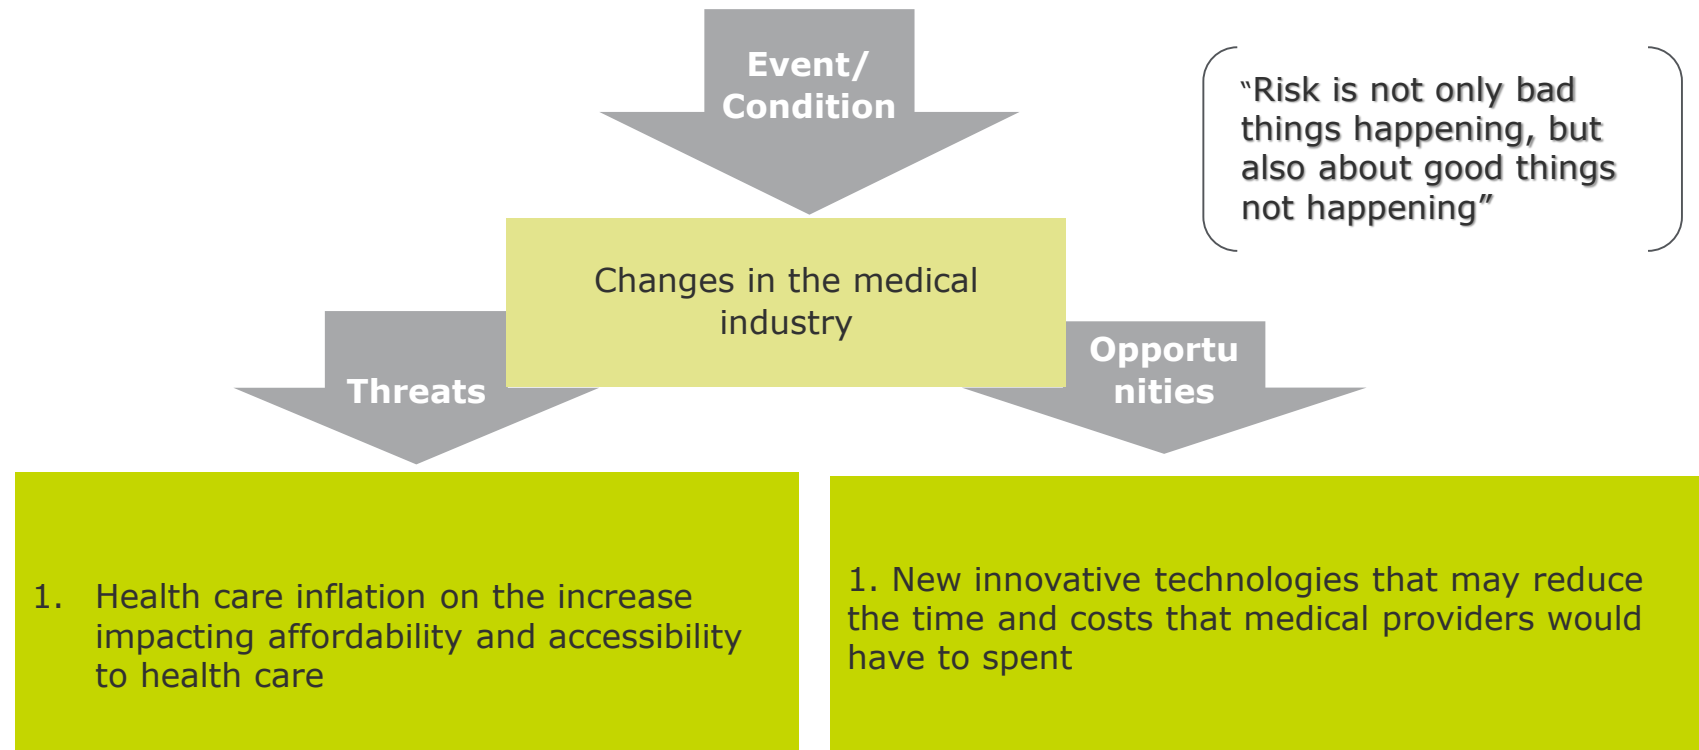 Event/
Condition
“Risk is not only bad
things happening, but
also about good things
not happening”
Changes in the medical
industry
Threats
Opportu
nities
1. Health care inflation on the increase
impacting affordability and accessibility
to health care
1. New innovative technologies that may reduce
the time and costs that medical providers would
have to spent